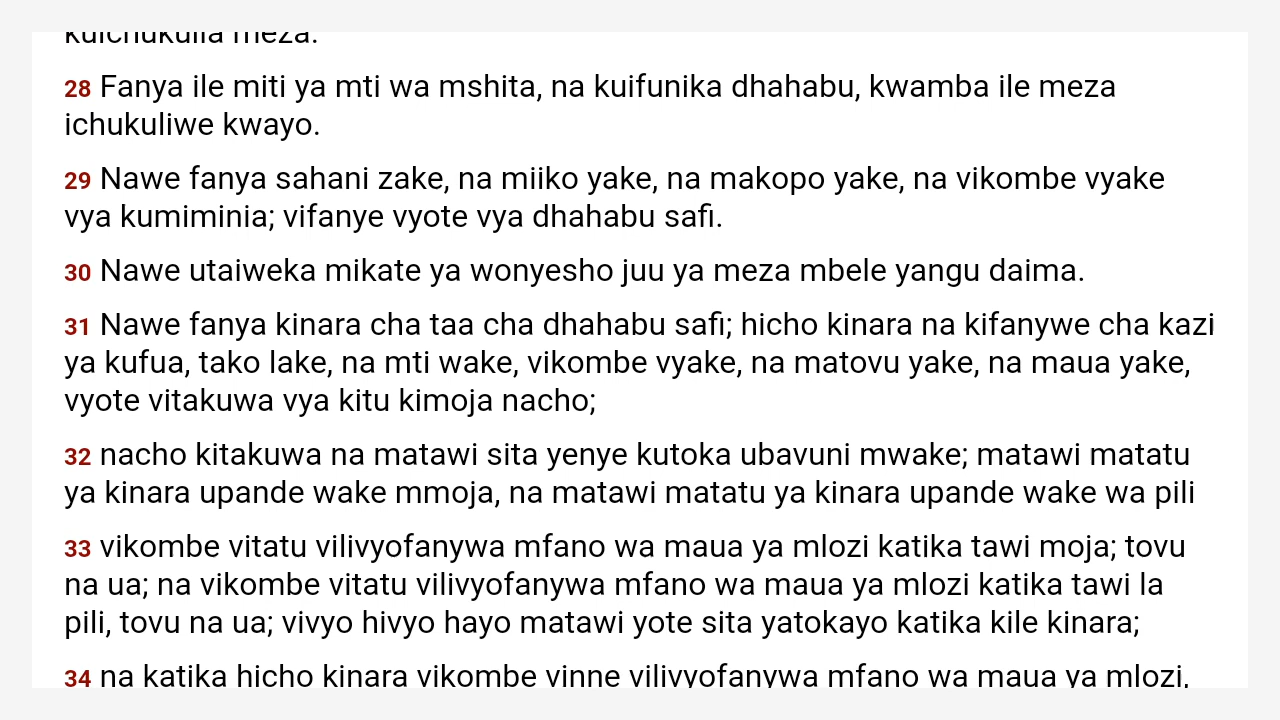 kuichukulia meza.
28 Fanya ile miti ya mti wa mshita, na kuifunika dhahabu, kwamba ile meza
ichukuliwe kwayo.
29 Nawe fanya sahani zake, na miiko yake, na makopo yake, na vikombe vyake
vya kumiminia; vifanye vyote vya dhahabu safi.
30 Nawe utaiweka mikate ya wonyesho juu ya meza mbele yangu daima.
31 Nawe fanya kinara cha taa cha dhahabu safi; hicho kinara na kifanywe cha kazi
ya kufua, tako lake, na mti wake, vikombe vyake, na matovu yake, na maua yake,
vyote vitakuwa vya kitu kimoja nacho;
32 nacho kitakuwa na matawi sita yenye kutoka ubavuni mwake; matawi matatu
ya kinara upande wake mmoja, na matawi matatu ya kinara upande wake wa pili
33 vikombe vitatu vilivyofanywa mfano wa maua ya mlozi katika tawi moja; tovu
na ua; na vikombe vitatu vilivyofanywa mfano wa maua ya mlozi katika tawi la
pili, tovu na ua; vivyo hivyo hayo matawi yote sita yatokayo katika kile kinara;
34 na katika hicho kinara vikombe vinne vilivyofanywa mfano wa maua ya mlozi,